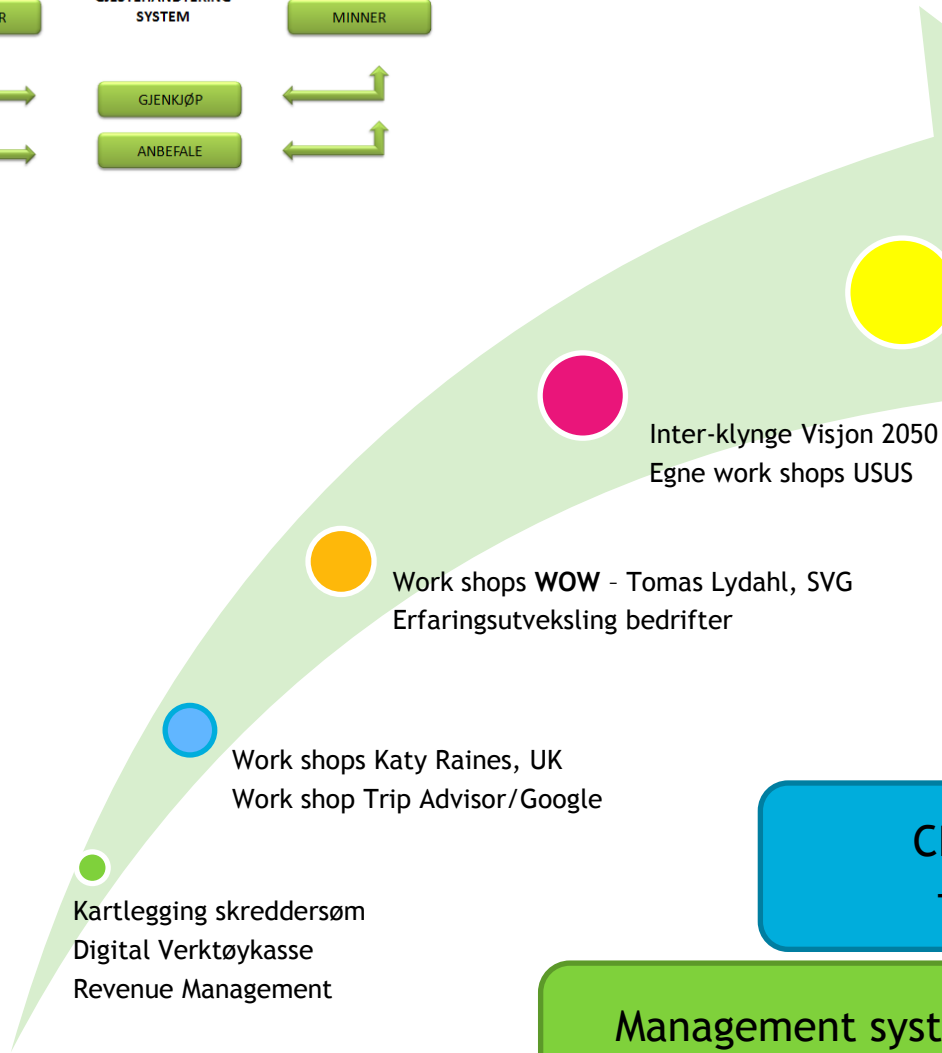 SYSTEM
MINNER
GJENKJØP
ANBEFALE
Inter-klynge Visjon 2050
Egne work shops USUS
Work shops WOW – Tomas Lydahl, SVG
Erfaringsutveksling bedrifter
Work shops Katy Raines, UK
Work shop Trip Advisor/Google
Kartlegging skreddersøm
Digital Verktøykasse
Revenue Management
Management syst